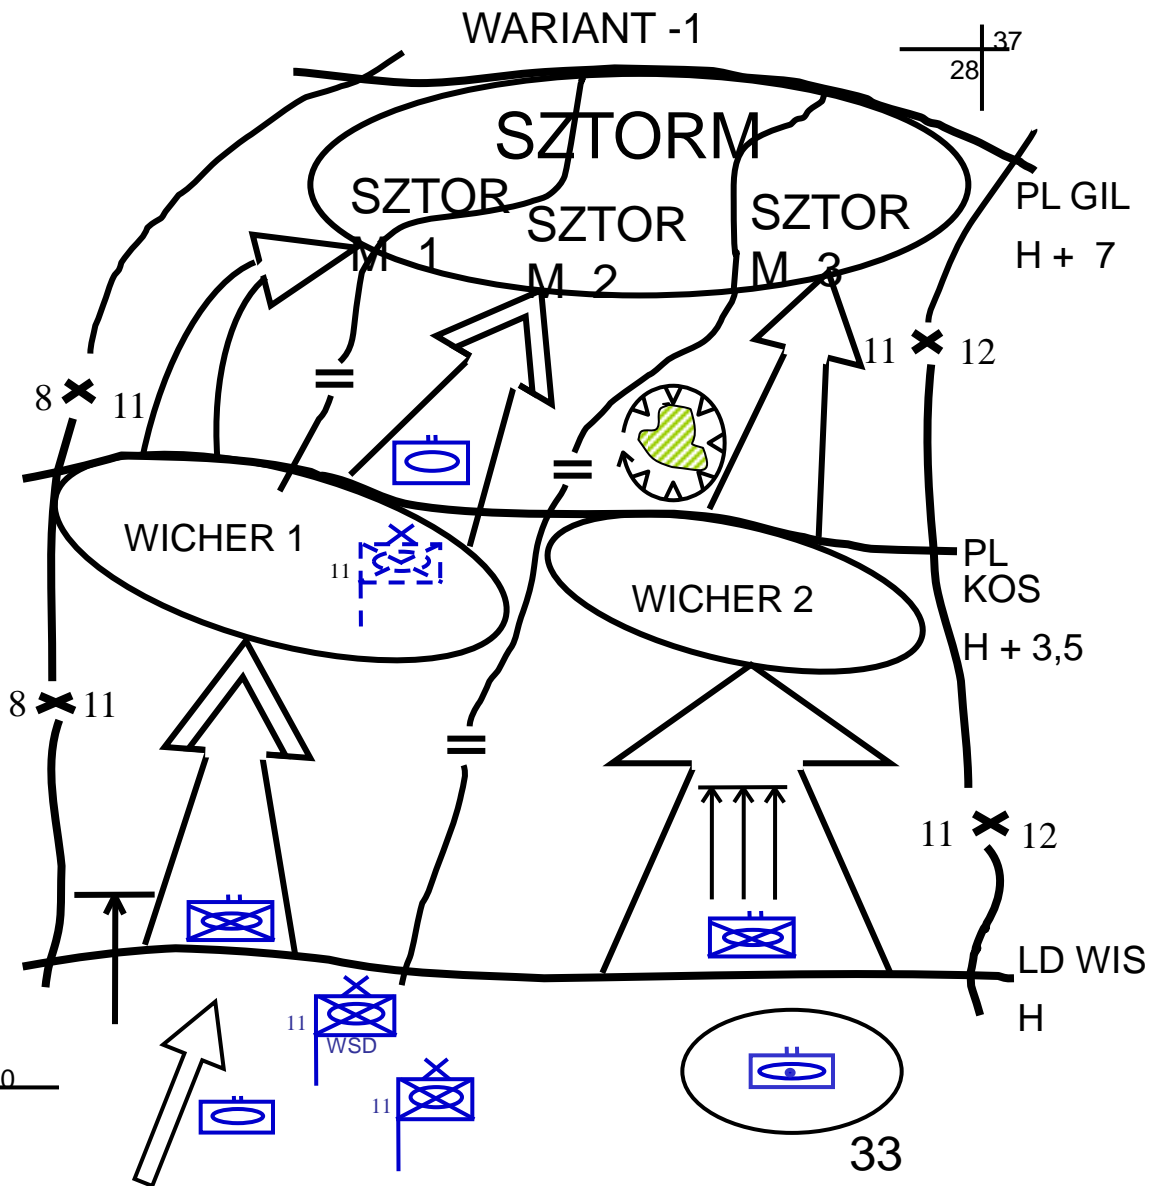 WARIANT -1
37
28
SZTORM
SZTOR
M 1
SZTOR
M 2
SZTOR
M 3
PL GIL
H + 7
11 12
8 11
WICHER 1
11
WICHER 2
PL
KOS
H + 3,5
8 11
11 12
LD WIS
H
11
WSD
11
0
33